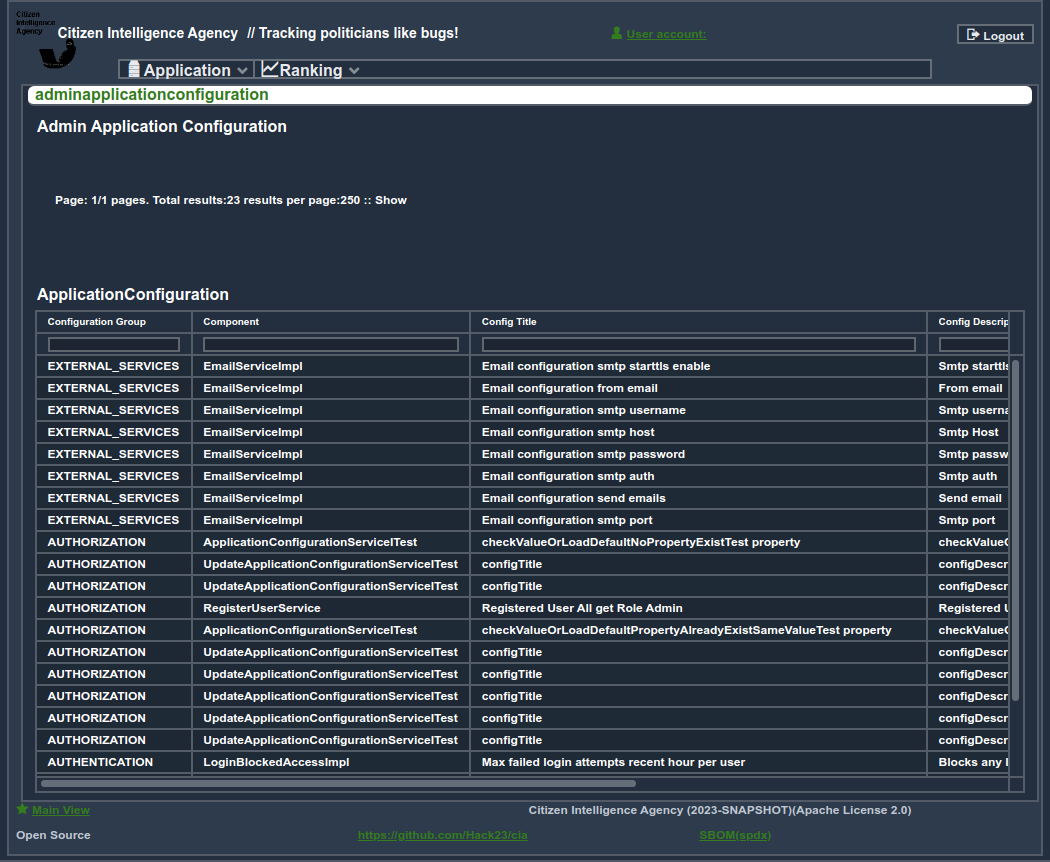 Citizen
Intelligence
Agency
Citizen Intelligence Agency // Tracking politicians like bugs!
User account:
Logout
Application
Ranking
adminapplicationconfiguration
Admin Application Configuration
Page: 1/1 pages. Total results:23 results per page:250 :: Show
ApplicationConfiguration
Configuration Group Component Config Title Config Descrip
EXTERNAL_SERVICES EmailServiceImpl Email configuration smtp starttls enable Smtp starttls
EXTERNAL_SERVICES EmailServiceImpl Email configuration from email From email
EXTERNAL_SERVICES EmailServiceImpl Email configuration smtp username Smtp userna
EXTERNAL_SERVICES EmailServiceImpl Email configuration smtp host Smtp Host
EXTERNAL_SERVICES EmailServiceImpl Email configuration smtp password Smtp passw
EXTERNAL_SERVICES EmailServiceImpl Email configuration smtp auth Smtp auth
EXTERNAL_SERVICES EmailServiceImpl Email configuration send emails Send email
EXTERNAL_SERVICES EmailServiceImpl Email configuration smtp port Smtp port
AUTHORIZATION ApplicationConfigurationServiceITest checkValueOrLoadDefaultNoPropertyExistTest property checkValueO
AUTHORIZATION UpdateApplicationConfigurationServiceITest configTitle configDescr
AUTHORIZATION UpdateApplicationConfigurationServiceITest configTitle configDescr
AUTHORIZATION RegisterUserService Registered User All get Role Admin Registered U
AUTHORIZATION ApplicationConfigurationServiceITest checkValueOrLoadDefaultPropertyAlreadyExistSameValueTest property checkValueO
AUTHORIZATION UpdateApplicationConfigurationServiceITest configTitle configDescr
AUTHORIZATION UpdateApplicationConfigurationServiceITest configTitle configDescr
AUTHORIZATION UpdateApplicationConfigurationServiceITest configTitle configDescr
AUTHORIZATION UpdateApplicationConfigurationServiceITest configTitle configDescr
AUTHORIZATION UpdateApplicationConfigurationServiceITest configTitle configDescr
AUTHENTICATION LoginBlockedAccessImpl Max failed login attempts recent hour per user Blocks any l
Main View
Citizen Intelligence Agency (2023-SNAPSHOT)(Apache License 2.0)
Open Source
https://github.com/Hack23/cia
SBOM(spdx)